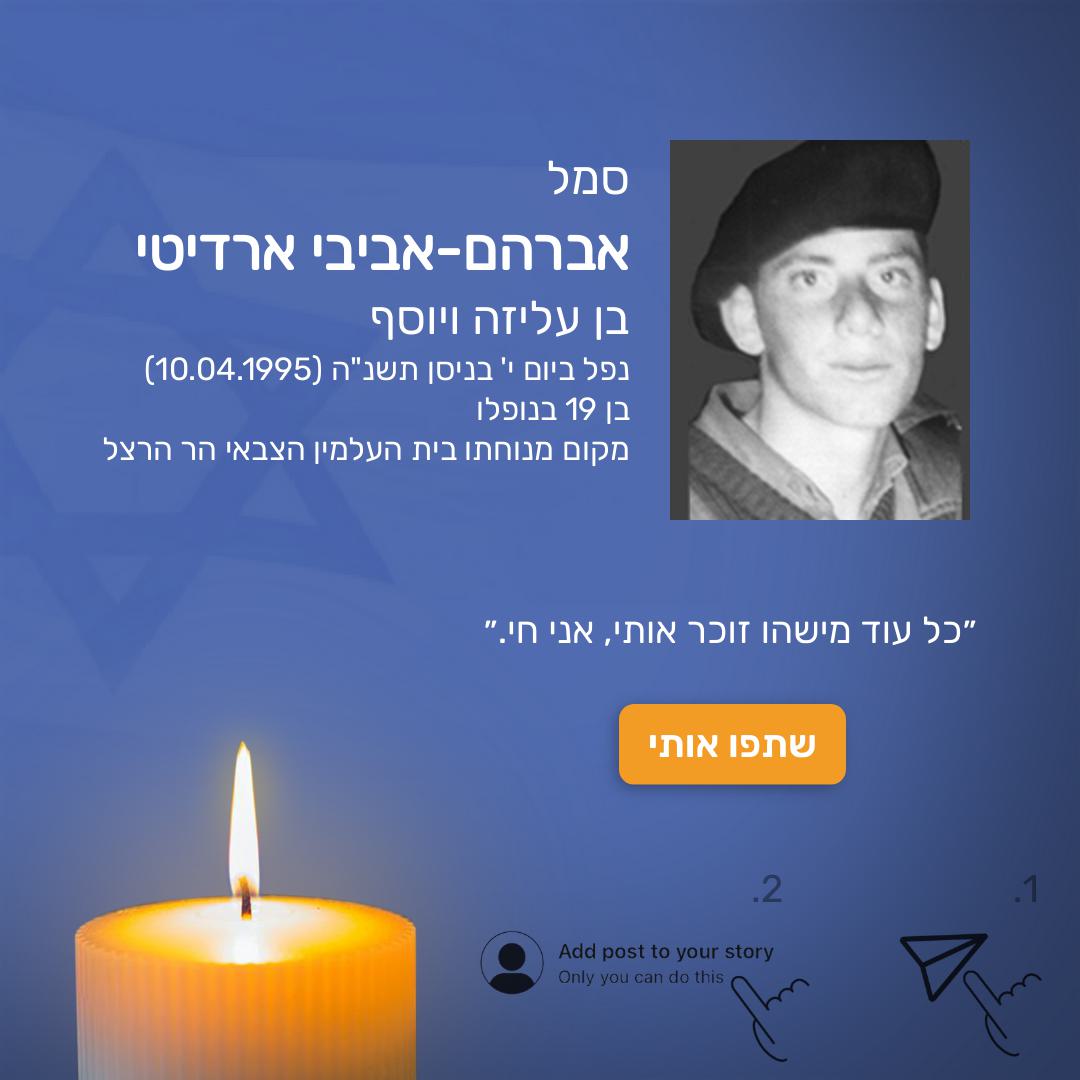 סמל
אברהם-אביבי ארדיטי
בן עליזה ויוסף
נפל ביום י' בניסן תשנ"ה (10.04.1995)
בן 19 בנופלו
מקום מנוחתו בית העלמין הצבאי הר הרצל
״כל עוד מישהו זוכר אותי, אני חי.״
שתפו אותי
.1
.2
Add post to your story
Only you can do this